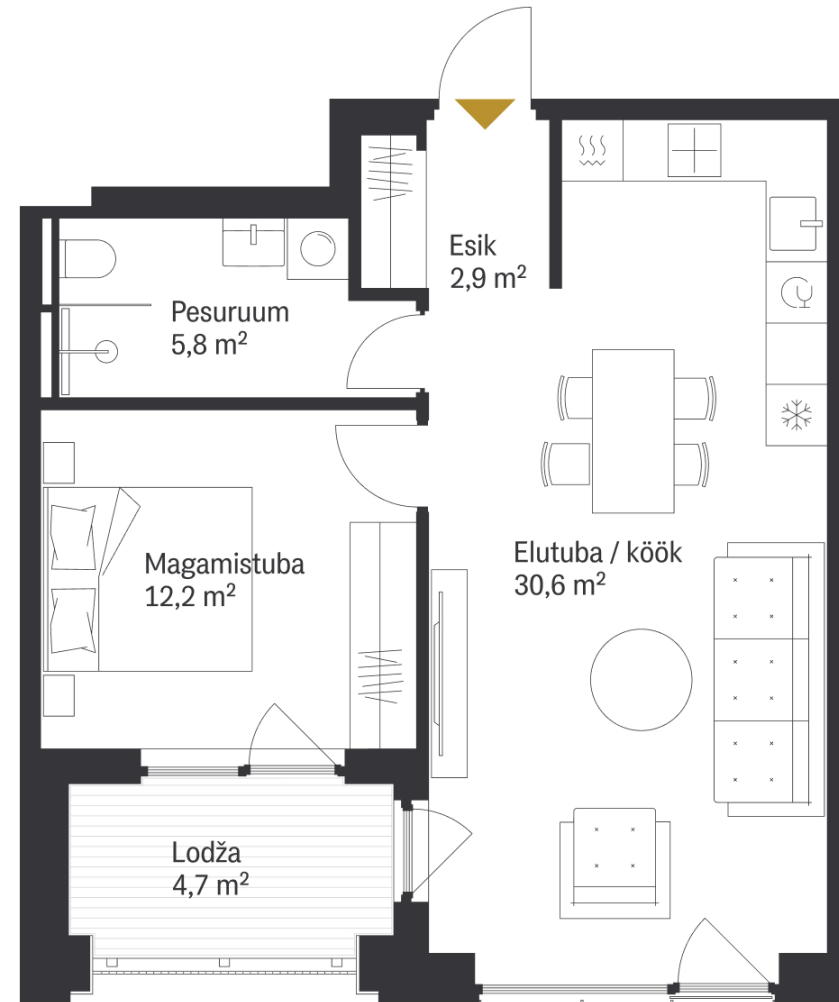 Esik
2,9 m²
Pesuruum
5,8 m²
Elutuba / köök
30,6 m²
Magamistuba
12,2 m²
Lodža
4,7 m²